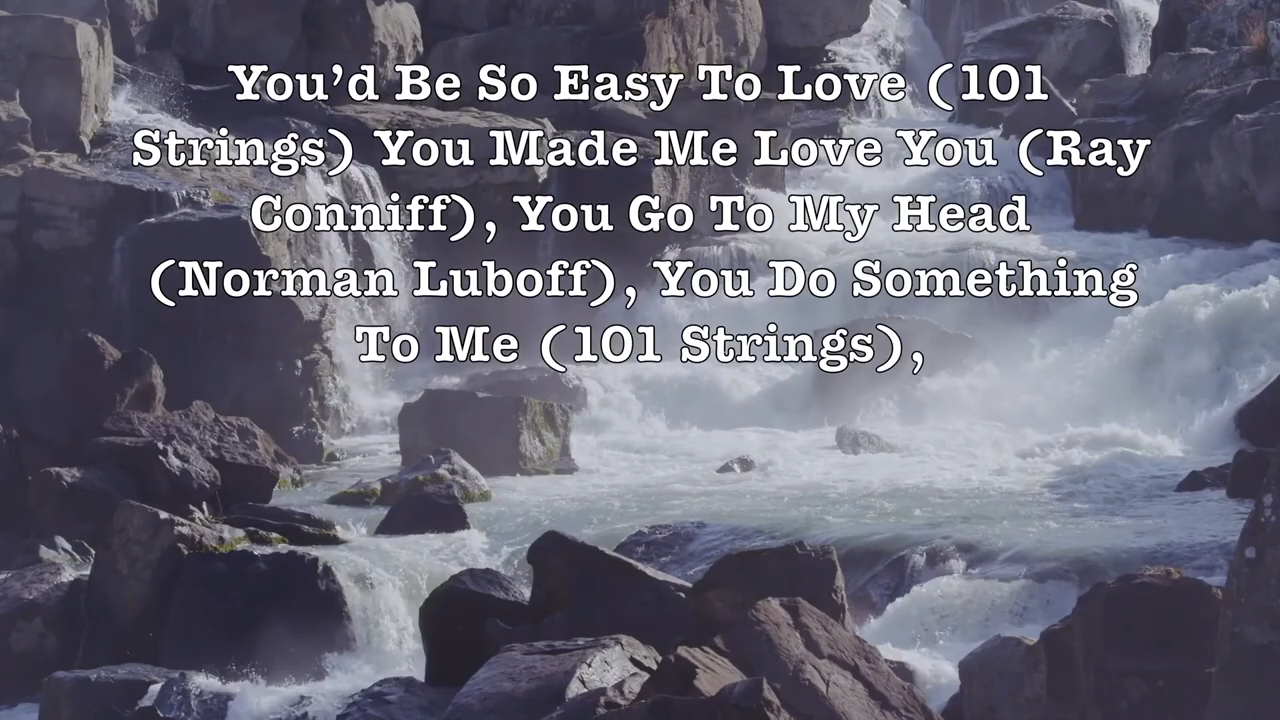 You’d Be So Easy To Love (101
Strings) You Made Me Love You (Ray
Conniff), You Go To My Head
(Norman Luboff), You Do Something
To Me (101 Strings),